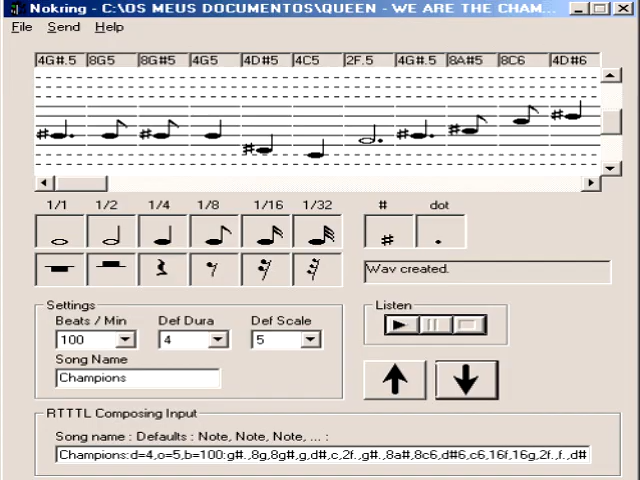 Nokring - C:\OS MEUS DOCUMENTOS\QUEEN - WE ARE THE CHAM...
File Send Help
4G#.5 8G5 8G#5 4G5 4D#5 4C5 2F.5 4G#.5 8A#5 8C6 4D#6
1/1 1/2 1/4 1/8 1/16 1/32 # dot
Wav created.
Settings
Listen
Beats / Min Def Dura Def Scale
100 4 5
Song Name
Champions
RTTTL Composing Input
Song name : Defaults : Note, Note, Note, ... :
Champions:d=4,o=5,b=100:g#.,8g,8g#,g,d#,c,2f.,g#.,8a#,8c6,d#6,c6,16f,16g,2f.,f.,d#